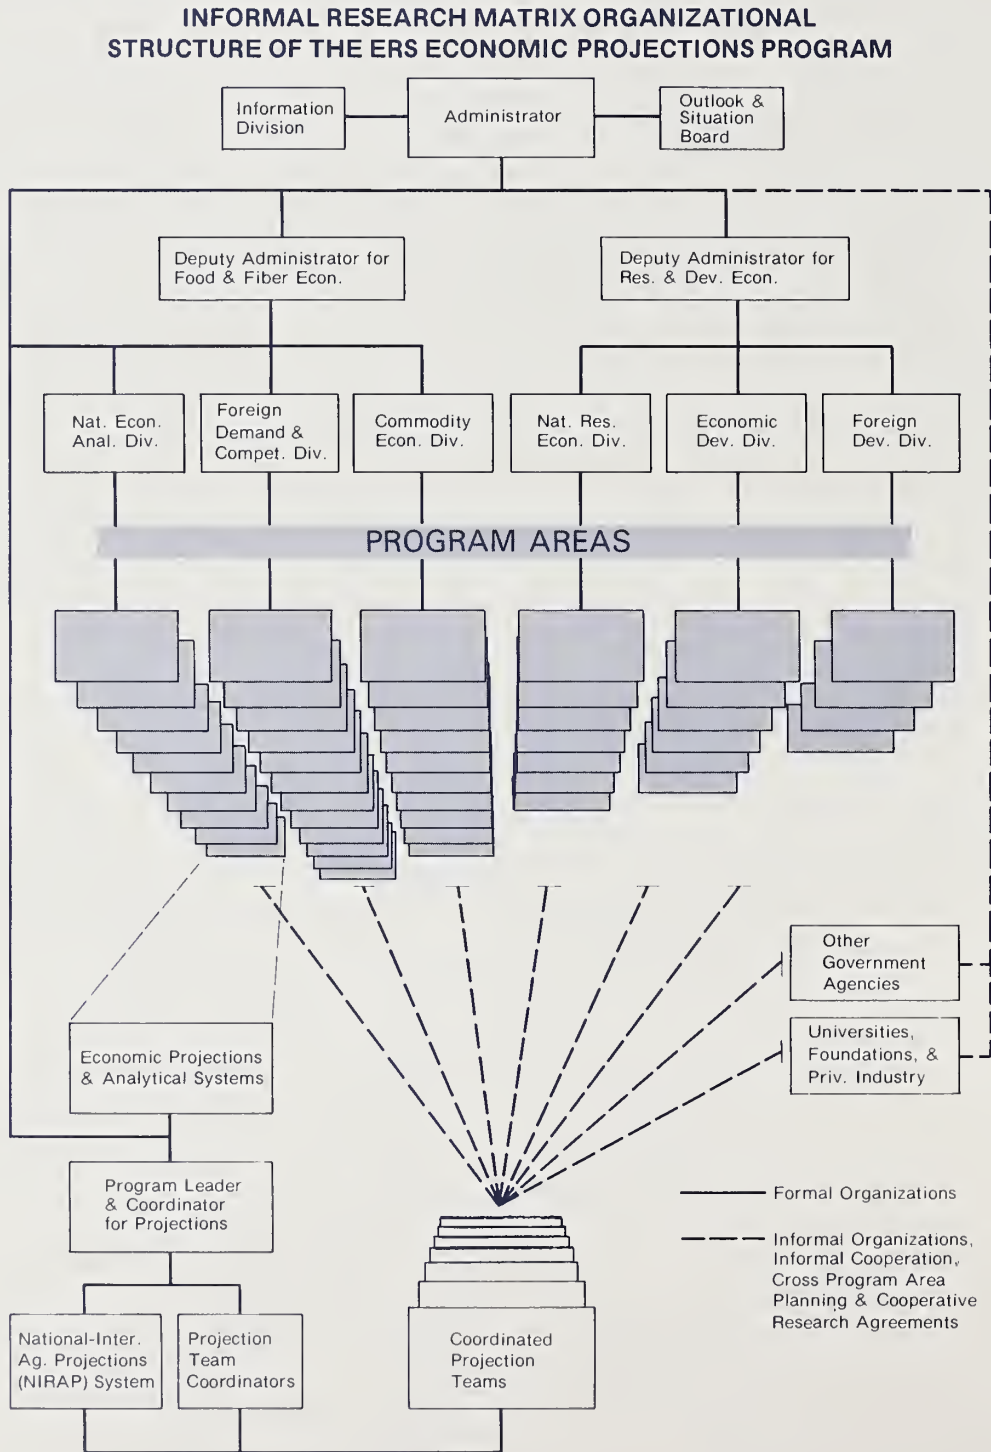 INFORMAL RESEARCH MATRIX ORGANIZATIONAL
STRUCTURE OF THE ERS ECONOMIC PROJECTIONS PROGRAM
Information
Division
Administrator
Outlook &
Situation
Board
Deputy Administrator for
Food & Fiber Econ.
Deputy Administrator for
Res. & Dev. Econ.
Nat. Econ.
Anal. Div.
Foreign
Demand &
Compet. Div.
Commodity
Econ. Div.
Nat. Res.
Econ. Div.
Economic
Dev. Div.
Foreign
Dev. Div.
PROGRAM AREAS
Other
Government
Agencies
Universities,
Foundations, &
Priv. Industry
Economic Projections
& Analytical Systems
Program Leader
& Coordinator
for Projections
Formal Organizations
Informal Organizations,
Informal Cooperation,
Cross Program Area
Planning & Cooperative
Research Agreements
National-Inter.
Ag. Projections
(NIRAP) System
Projection
Team
Coordinators
Coordinated
Projection
Teams